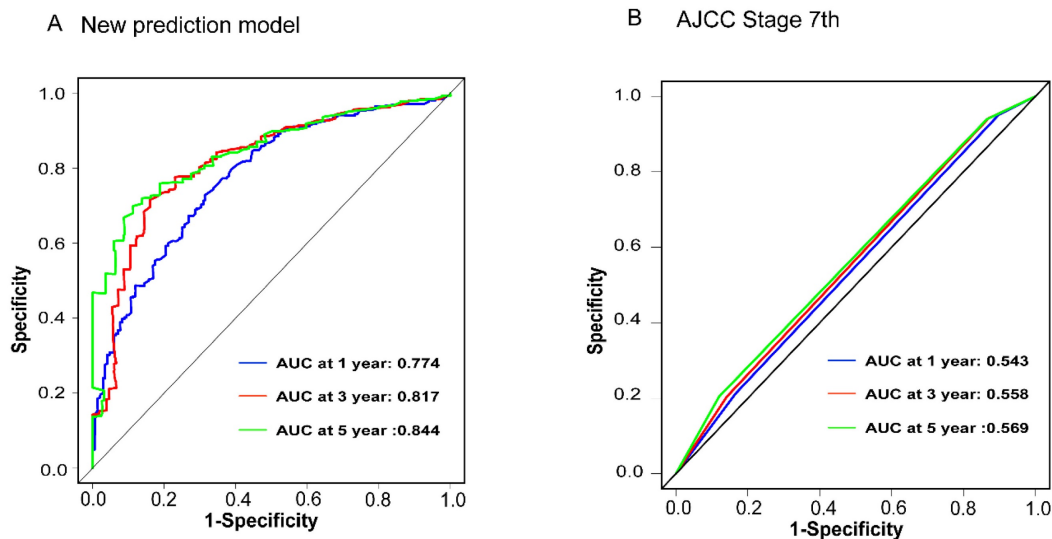 A New prediction model
1.0
0.8
0.6
0.4
0.2
0.0
Specificity
AUC at 1 year: 0.774
AUC at 3 year: 0.817
AUC at 5 year :0.844
0.0 0.2 0.4 0.6 0.8 1.0
1-Specificity
B AJCC Stage 7th
1.0
0.8
0.6
0.4
0.2
0.0
Specificity
AUC at 1 year: 0.543
AUC at 3 year: 0.558
AUC at 5 year :0.569
0.0 0.2 0.4 0.6 0.8 1.0
1-Specificity